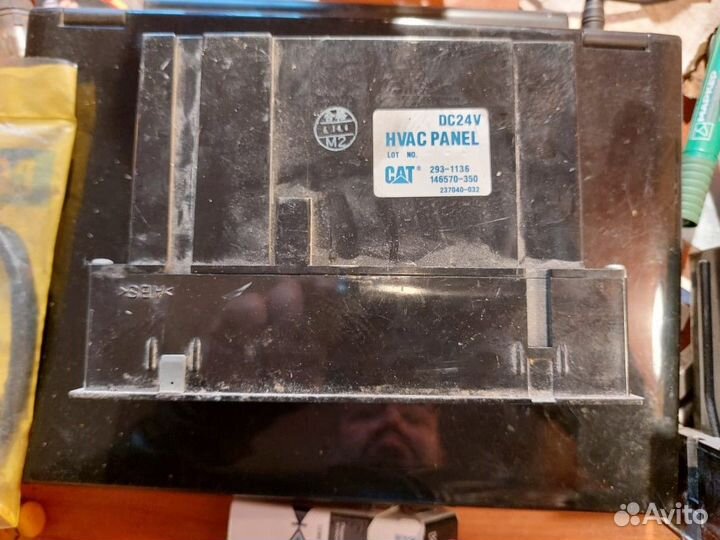 DC24V
HVAC PANEL
LOT NO.
CAT® 293-1136
146570-350
237040-032
M2
>ABS<
Avito